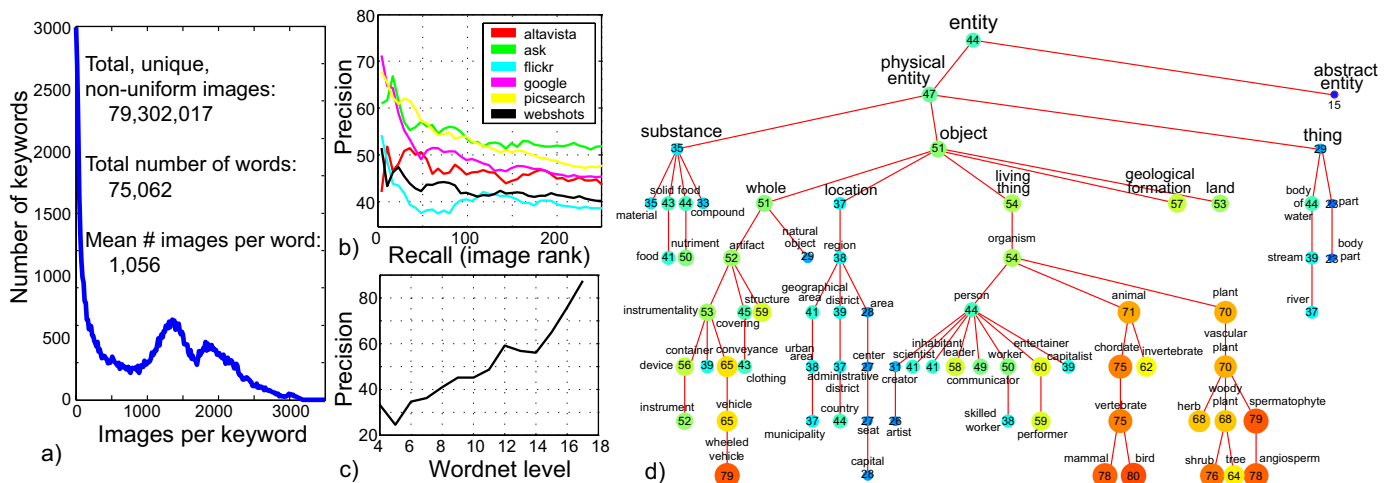 3000
2500
2000
1500
1000
500
0
Number of keywords
Total, unique,
non-uniform images:
79,302,017
Total number of words:
75,062
Mean # images per word:
1,056
0 1000 2000 3000
Images per keyword
a)
80
70
60
50
40
Precision
altavista
ask
flickr
google
picsearch
webshots
0 100 200
Recall (image rank)
b)
80
60
40
20
Precision
4 6 8 10 12 14 16 18
Wordnet level
c)
d)
entity
44
physical
entity
47
abstract
entity
15
substance
35
object
51
thing
29
solid food
35 43 44 33
material
compound
whole
51
location
37
living
thing
54
geological
formation
57
land
53
body
of
water
44
part
23
nutriment
food 41 50
artifact
52
natural
object
29
region
38
organism
54
stream 39
body
part
23
instrumentality 53
covering
45
structure
59
geographical
area
41
district
39
area
28
person
44
animal
71
plant
70
river
37
device 56
container
39
conveyance
65
43
clothing
urban
area
38
37
administrative
district
center
27
31
creator
scientist
41
inhabitant
41
leader
58
communicator
49
worker
50
entertainer
60
capitalist
39
chordate
75
invertebrate
62
vascular
plant
70
instrument
52
vehicle
65
37
municipality
country
44
27
seat
26
artist
skilled
worker
38
59
performer
vertebrate
75
herb
68
woody
plant
68
spermatophyte
79
wheeled
vehicle
79
capital
28
mammal
78
bird
80
shrub
76
tree
64
angiosperm
78